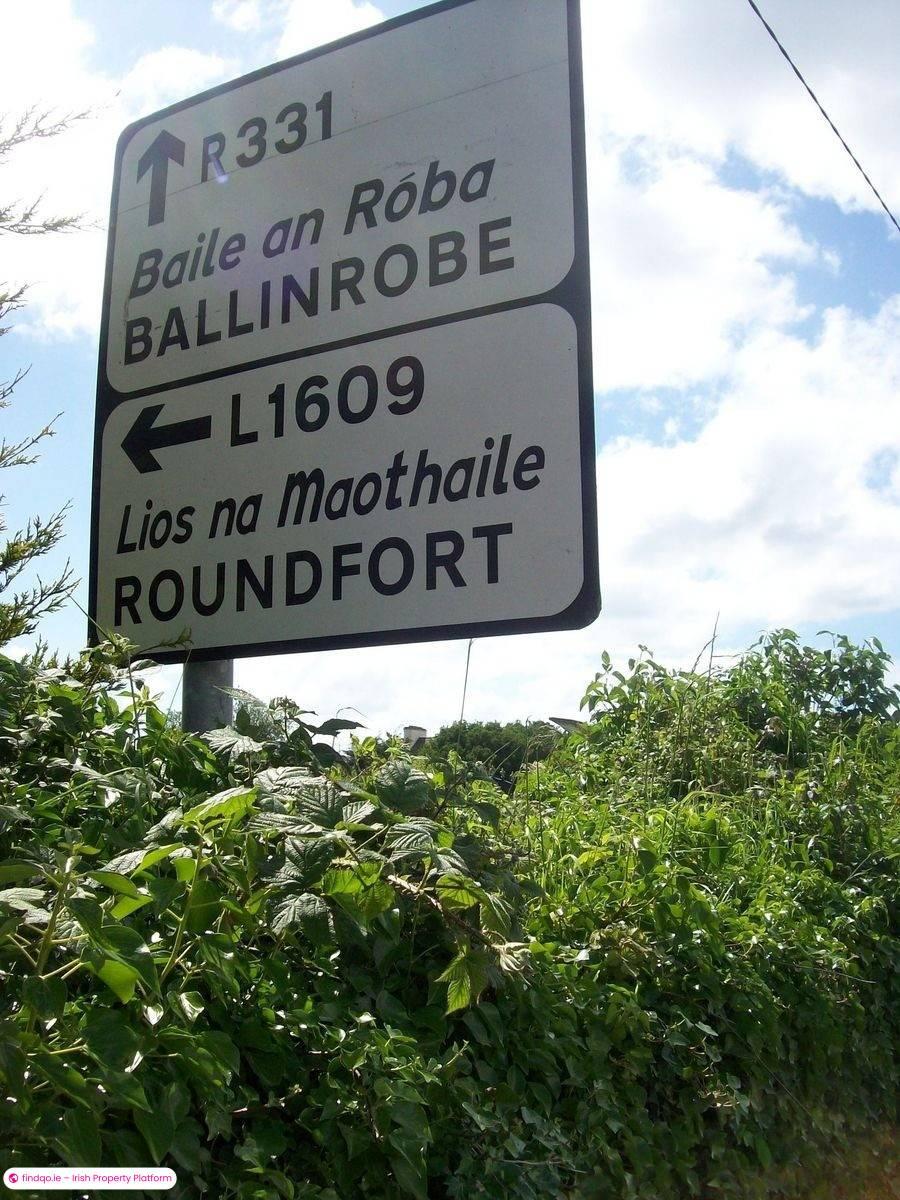 R331
Baile an Róba
BALLINROBE
L1609
Lios na Maothaile
ROUNDFORT
findqo.ie – Irish Property Platform